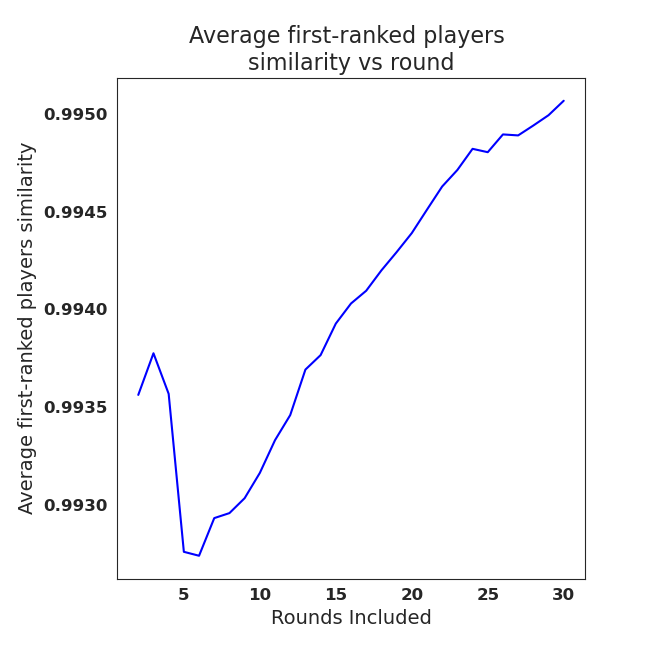 Average first-ranked players
similarity vs round
Average first-ranked players similarity
0.9950
0.9945
0.9940
0.9935
0.9930
5 10 15 20 25 30
Rounds Included